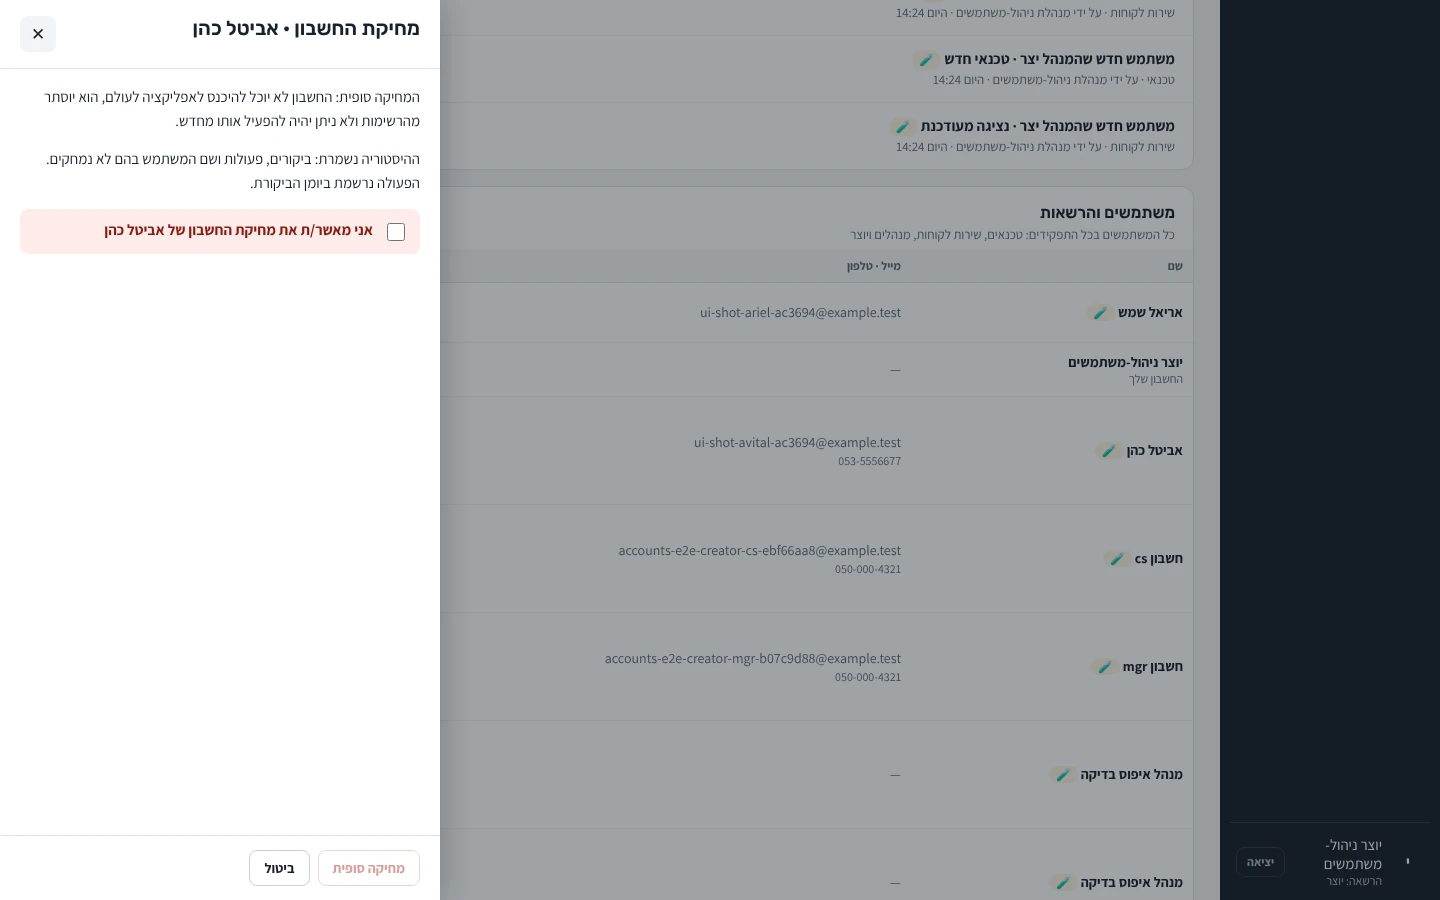 מחיקת החשבון • אביטל כהן
✕
המחיקה סופית: החשבון לא יוכל להיכנס לאפליקציה לעולם, הוא יוסתר
מהרשימות ולא ניתן יהיה להפעיל אותו מחדש.
ההיסטוריה נשמרת: ביקורים, פעולות ושם המשתמש בהם לא נמחקים.
הפעולה נרשמת ביומן הביקורת.
אני מאשר/ת את מחיקת החשבון של אביטל כהן
מחיקה סופית
ביטול
שירות לקוחות · על ידי מנהלת ניהול-משתמשים · היום 14:24
משתמש חדש שהמנהל יצר · טכנאי חדש
טכנאי · על ידי מנהלת ניהול-משתמשים · היום 14:24
משתמש חדש שהמנהל יצר · נציגה מעודכנת
שירות לקוחות · על ידי מנהלת ניהול-משתמשים · היום 14:24
משתמשים והרשאות
כל המשתמשים בכל התפקידים: טכנאים, שירות לקוחות, מנהלים ויוצר
שם
מייל · טלפון
אריאל שמש
ui-shot-ariel-ac3694@example.test
יוצר ניהול-משתמשים
החשבון שלך
—
אביטל כהן
ui-shot-avital-ac3694@example.test
053-5556677
חשבון cs
accounts-e2e-creator-cs-ebf66aa8@example.test
050-000-4321
חשבון mgr
accounts-e2e-creator-mgr-b07c9d88@example.test
050-000-4321
מנהל איפוס בדיקה
—
מנהל איפוס בדיקה
—
י
יוצר ניהול-
משתמשים
הרשאה: יוצר
יציאה